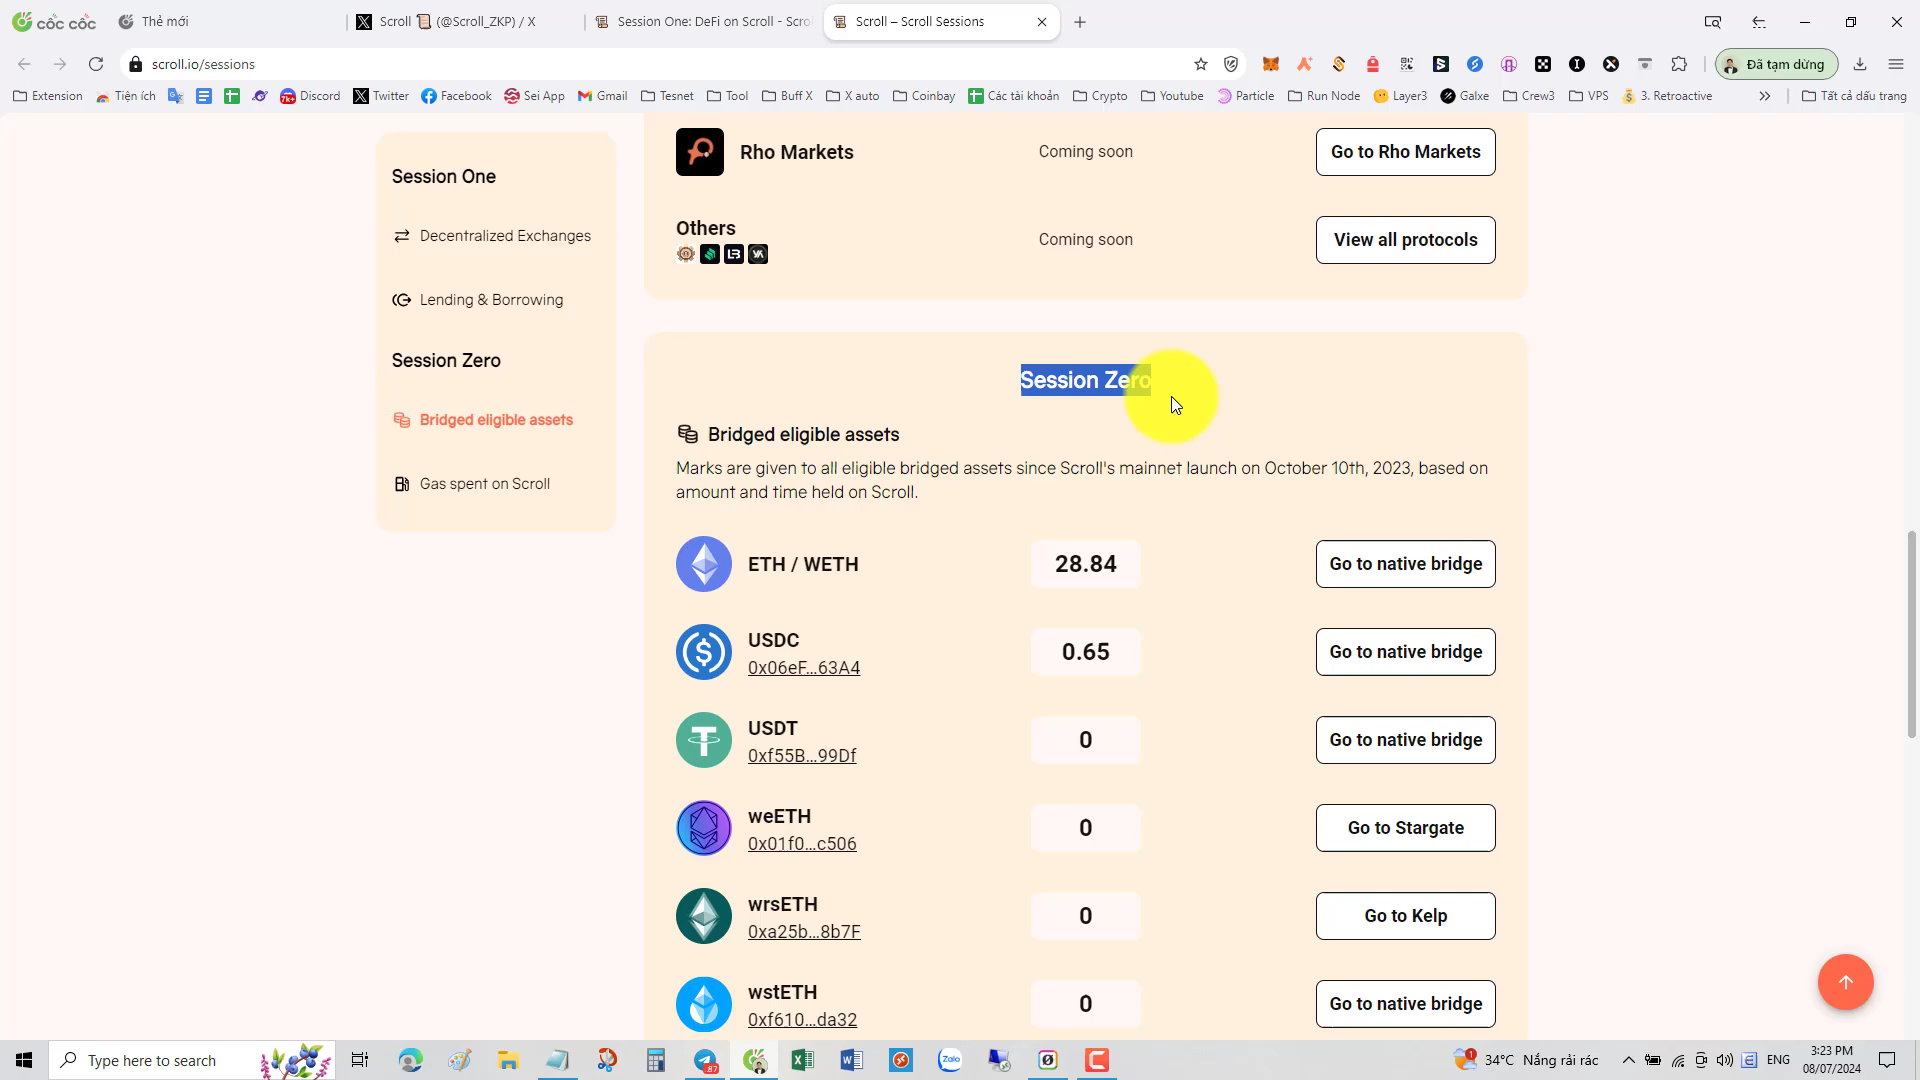 cốc cốc
Thẻ mới
Scroll 📜 (@Scroll_ZKP) / X
Session One: DeFi on Scroll - Scro
Scroll – Scroll Sessions
scroll.io/sessions
Đã tạm dừng
Extension
Tiện ích
Discord
Twitter
Facebook
Sei App
Gmail
Tesnet
Tool
Buff X
X auto
Coinbay
Các tài khoản
Crypto
Youtube
Particle
Run Node
Layer3
Galxe
Crew3
VPS
3. Retroactive
Tất cả dấu trang
Session One
Decentralized Exchanges
Lending & Borrowing
Session Zero
Bridged eligible assets
Gas spent on Scroll
Rho Markets
Coming soon
Go to Rho Markets
Others
Coming soon
View all protocols
Session Zero
Bridged eligible assets
Marks are given to all eligible bridged assets since Scroll's mainnet launch on October 10th, 2023, based on
amount and time held on Scroll.
ETH / WETH
28.84
Go to native bridge
USDC
0x06eF...63A4
0.65
Go to native bridge
USDT
0xf55B...99Df
0
Go to native bridge
weETH
0x01f0...c506
0
Go to Stargate
wrsETH
0xa25b...8b7F
0
Go to Kelp
wstETH
0xf610...da32
0
Go to native bridge
Type here to search
34°C Nắng rải rác
ENG
3:23 PM
08/07/2024